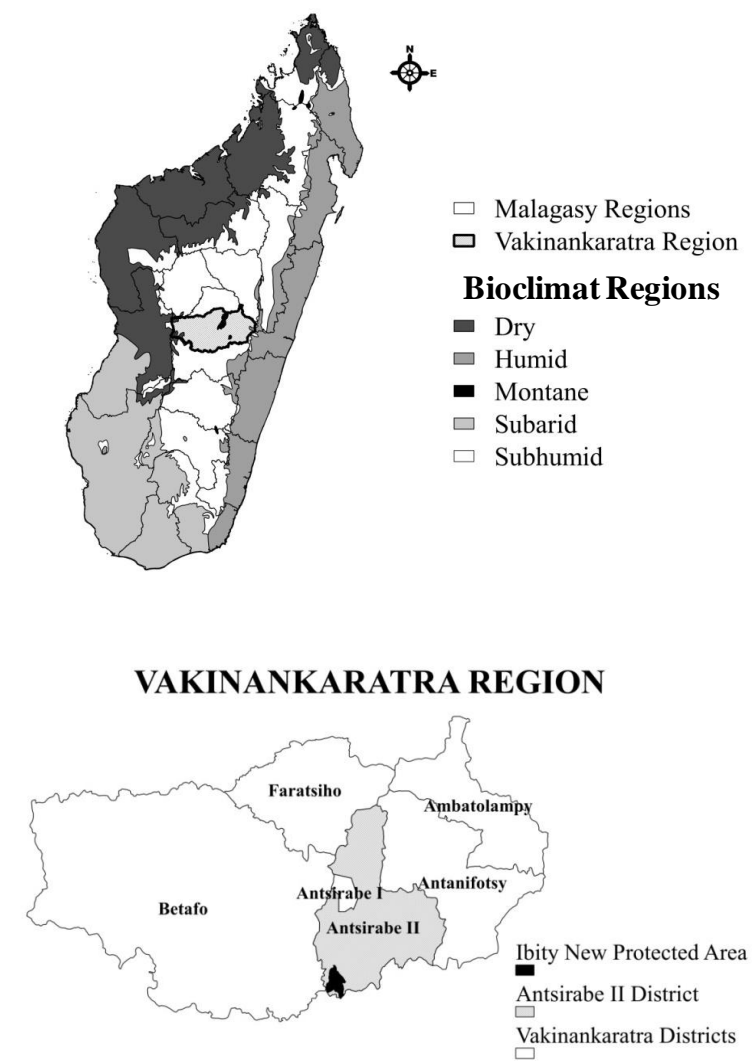 N
E
Malagasy Regions
Vakinankaratra Region
Bioclimat Regions
Dry
Humid
Montane
Subarid
Subhumid
VAKINANKARATRA REGION
Faratsiho
Ambatolampy
Antsirabe I
Antanifotsy
Betafo
Antsirabe II
Ibity New Protected Area
Antsirabe II District
Vakinankaratra Districts